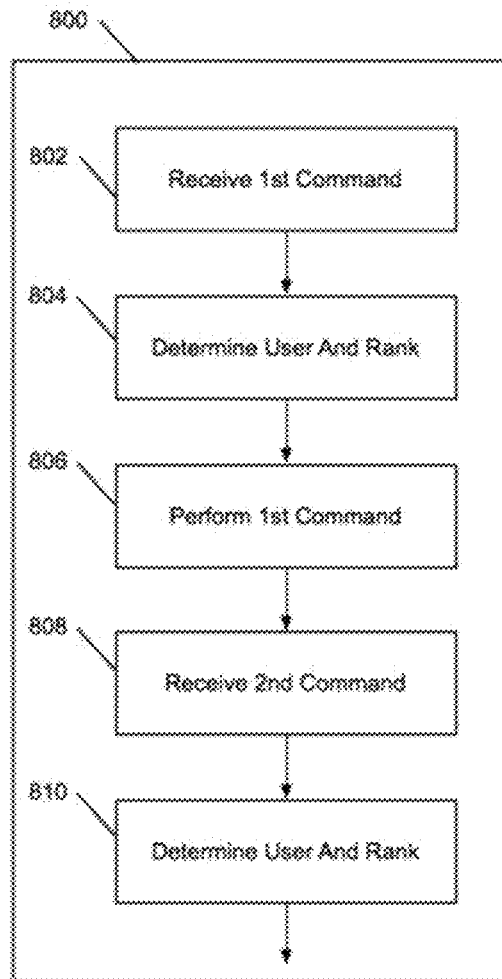 800
802
Receive 1st Command
804
Determine User And Rank
806
Perform 1st Command
808
Receive 2nd Command
810
Determine User And Rank